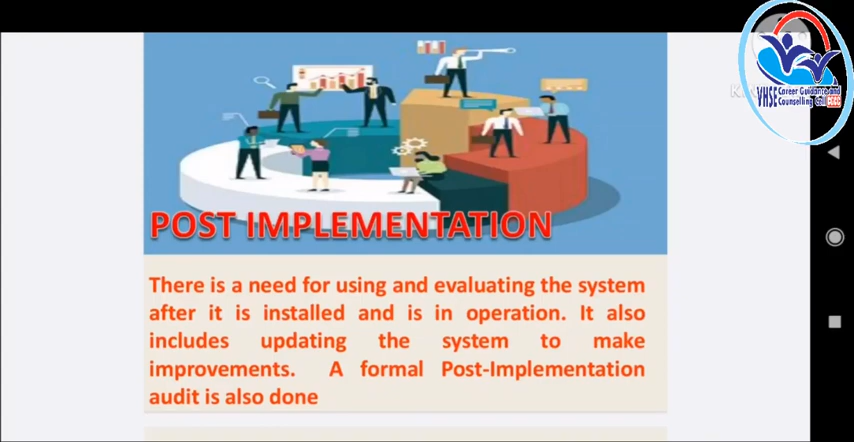 VHSE Career Guidance and
Counselling Cell CGCC
POST IMPLEMENTATION
There is a need for using and evaluating the system
after it is installed and is in operation. It also
includes updating the system to make
improvements. A formal Post-Implementation
audit is also done